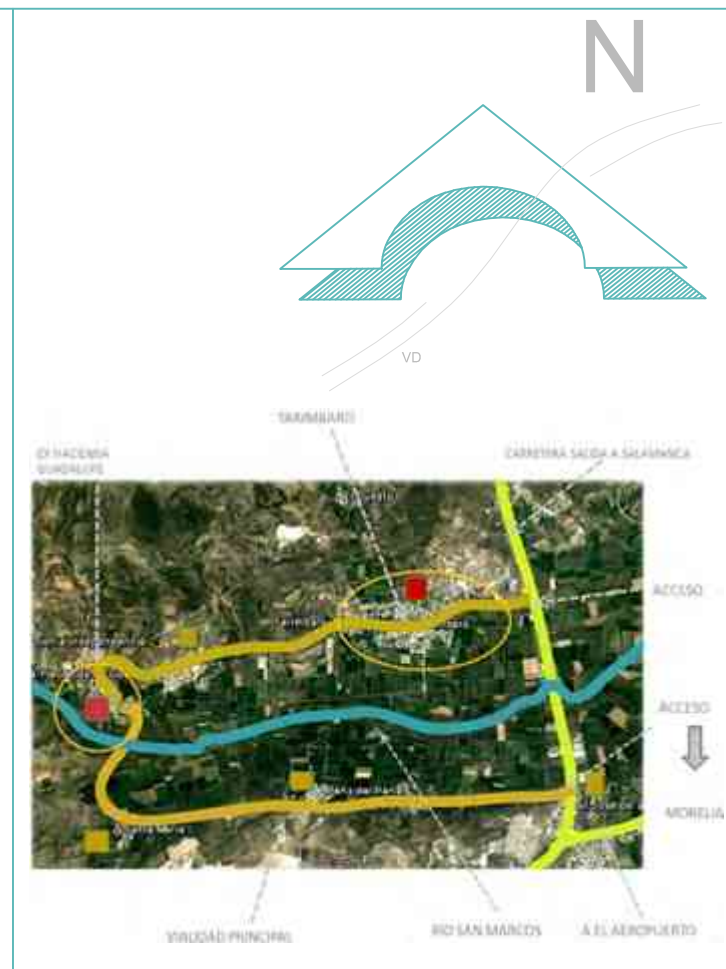 N
VD
TARIMBARO
EX HACIENDA
GUADALUPE
CARRETERA SALIDA A SALAMANCA
ACCESO
ACCESO
MORELIA
VIALIDAD PRINCIPAL
RIO SAN MARCOS
A EL AEROPUERTO